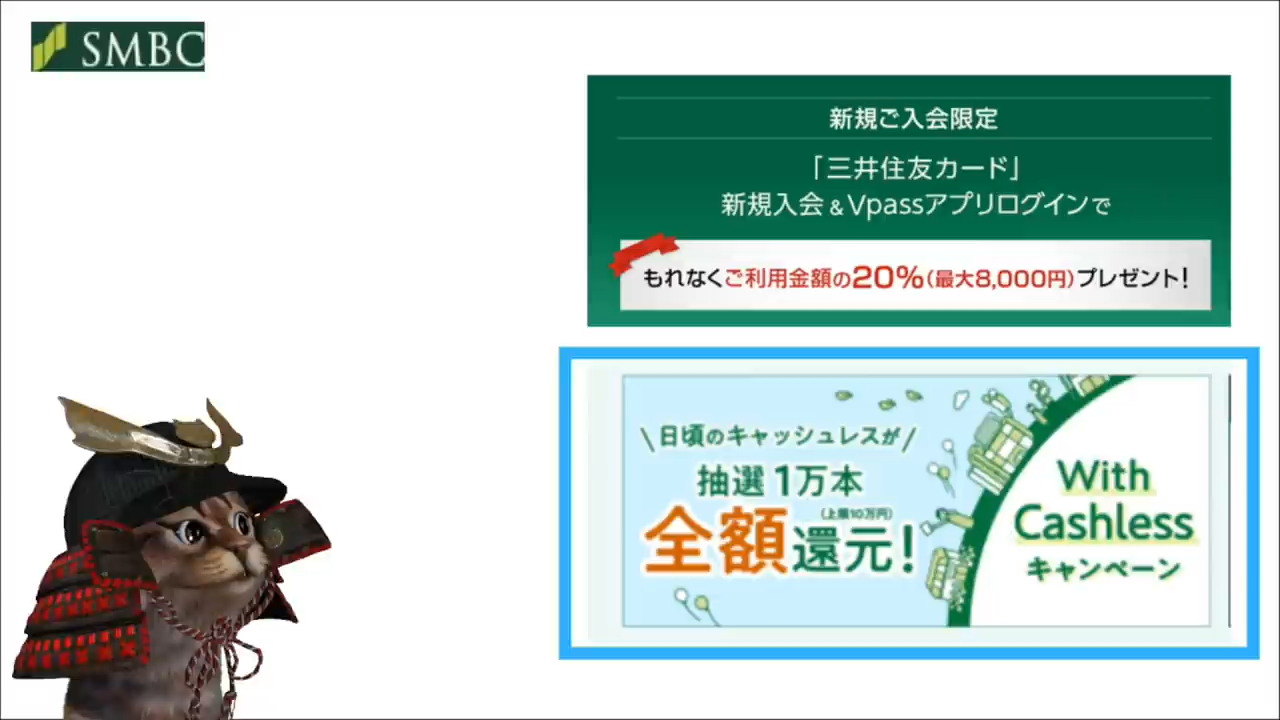 SMBC
新規ご入会限定
「三井住友カード」
新規入会&Vpassアプリログインで
もれなくご利用金額の20%(最大8,000円)プレゼント!
\日頃のキャッシュレスが/
抽選1万本
(上限10万円)
全額還元!
With
Cashless
キャンペーン